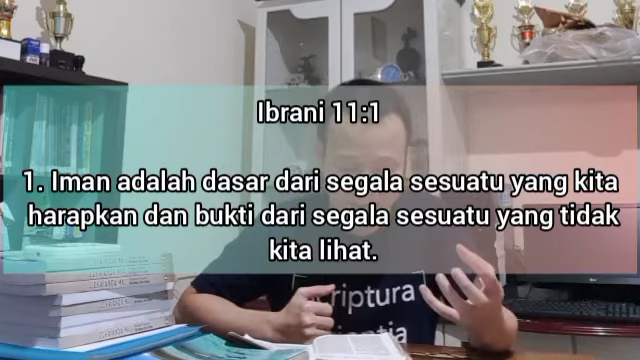 Ibrani 11:1
1. Iman adalah dasar dari segala sesuatu yang kita
harapkan dan bukti dari segala sesuatu yang tidak
kita lihat.